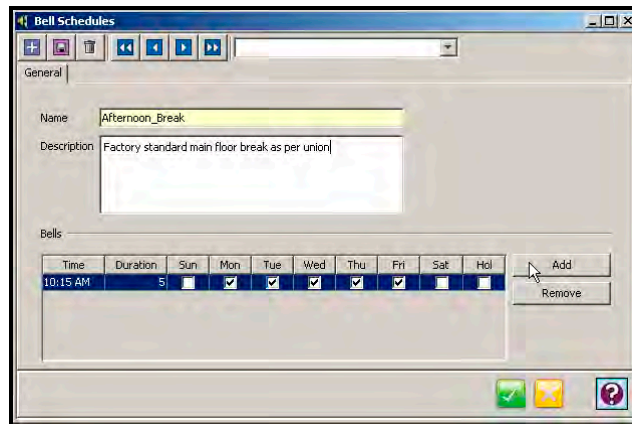 Bell Schedules
General
Name Afternoon_Break
Description Factory standard main floor break as per union
Bells
Time Duration Sun Mon Tue Wed Thu Fri Sat Hol
10:15 AM 5
Add
Remove